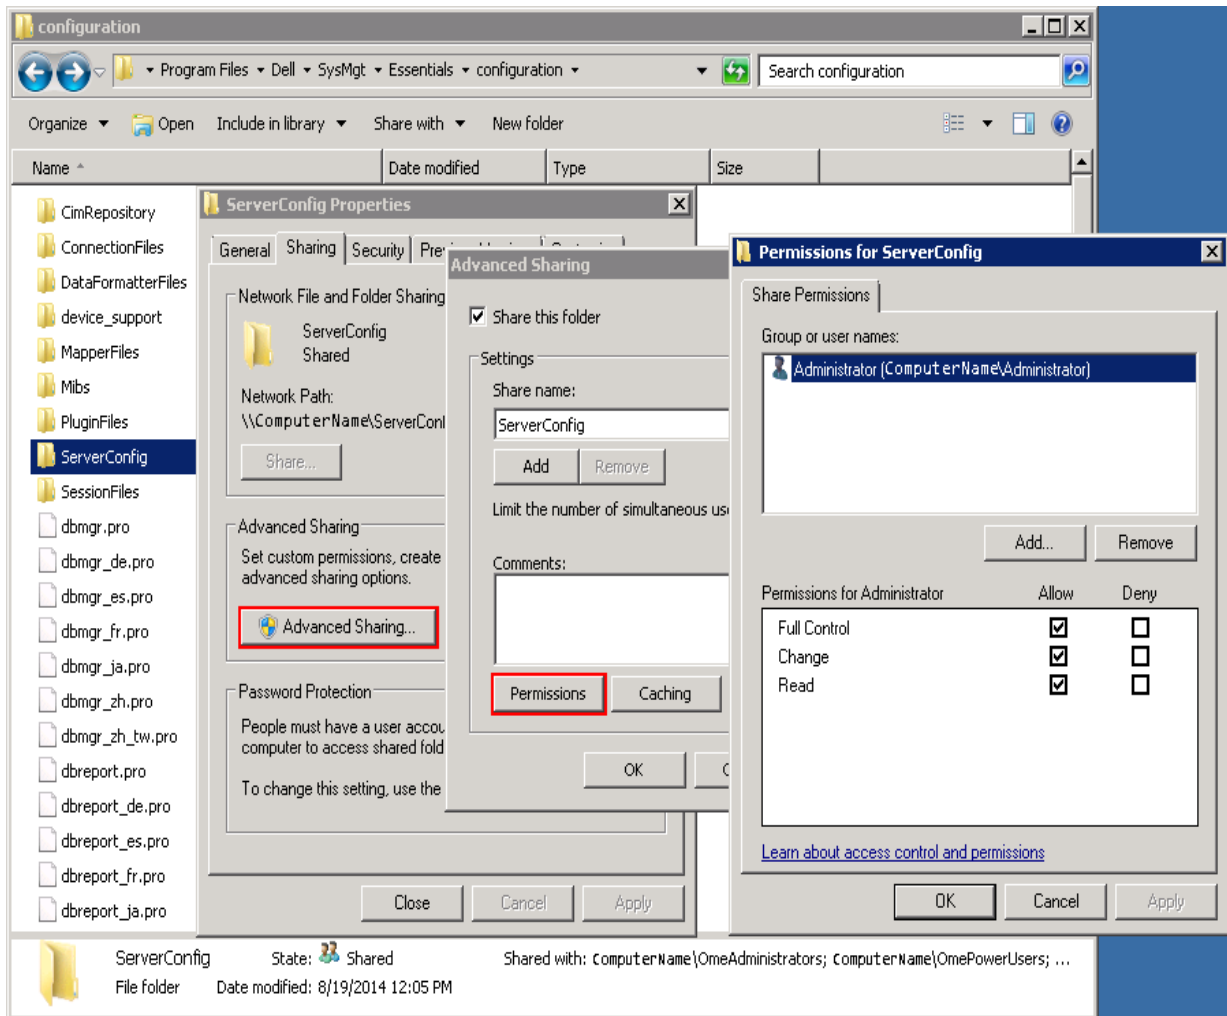 configuration
Program Files Dell SysMgt Essentials configuration
Search configuration
Organize Open Include in library Share with New folder
Name Date modified Type Size
CimRepository
ConnectionFiles
DataFormatterFiles
device_support
MapperFiles
Mibs
PluginFiles
ServerConfig
SessionFiles
dbmgr.pro
dbmgr_de.pro
dbmgr_es.pro
dbmgr_fr.pro
dbmgr_ja.pro
dbmgr_zh.pro
dbmgr_zh_tw.pro
dbreport.pro
dbreport_de.pro
dbreport_es.pro
dbreport_fr.pro
dbreport_ja.pro
ServerConfig Properties
General Sharing Security
Network File and Folder Sharing
ServerConfig
Shared
Network Path:
\\ComputerName\ServerConf
Share...
Advanced Sharing
Set custom permissions, create
advanced sharing options.
Advanced Sharing...
Password Protection
People must have a user accou
computer to access shared fold
To change this setting, use the
Close Cancel Apply
Advanced Sharing
Share this folder
Settings
Share name:
ServerConfig
Add Remove
Limit the number of simultaneous us
Comments:
Permissions Caching
OK
Permissions for ServerConfig
Share Permissions
Group or user names:
Administrator (ComputerName\Administrator)
Add... Remove
Permissions for Administrator Allow Deny
Full Control
Change
Read
Learn about access control and permissions
OK Cancel Apply
ServerConfig State: Shared Shared with: ComputerName\OmeAdministrators; ComputerName\OmePowerUsers; ...
File folder Date modified: 8/19/2014 12:05 PM